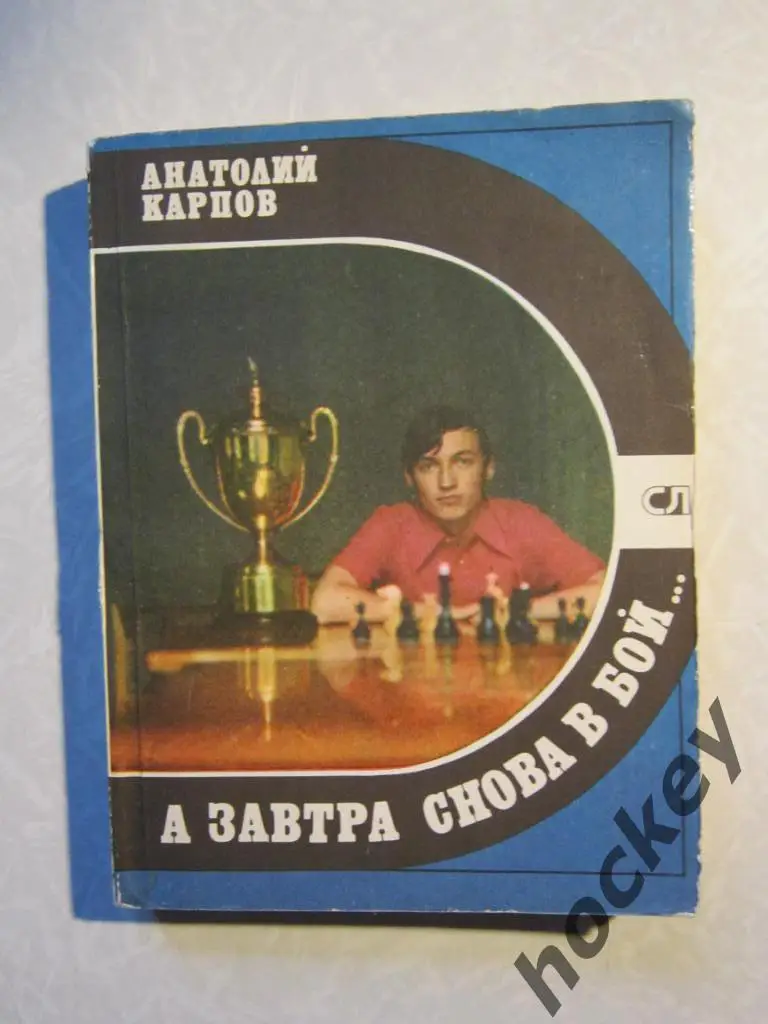 АНАТОЛИЙ
КАРПОВ
СЛ
А ЗАВТРА СНОВА В БОЙ...
hockey